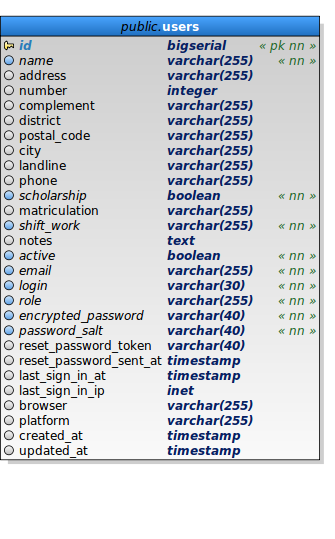 public.users
id bigserial « pk nn »
name varchar(255) « nn »
address varchar(255)
number integer
complement varchar(255)
district varchar(255)
postal_code varchar(255)
city varchar(255)
landline varchar(255)
phone varchar(255)
scholarship boolean « nn »
matriculation varchar(255)
shift_work varchar(255) « nn »
notes text
active boolean « nn »
email varchar(255) « nn »
login varchar(30) « nn »
role varchar(255) « nn »
encrypted_password varchar(40) « nn »
password_salt varchar(40) « nn »
reset_password_token varchar(40)
reset_password_sent_at timestamp
last_sign_in_at timestamp
last_sign_in_ip inet
browser varchar(255)
platform varchar(255)
created_at timestamp
updated_at timestamp